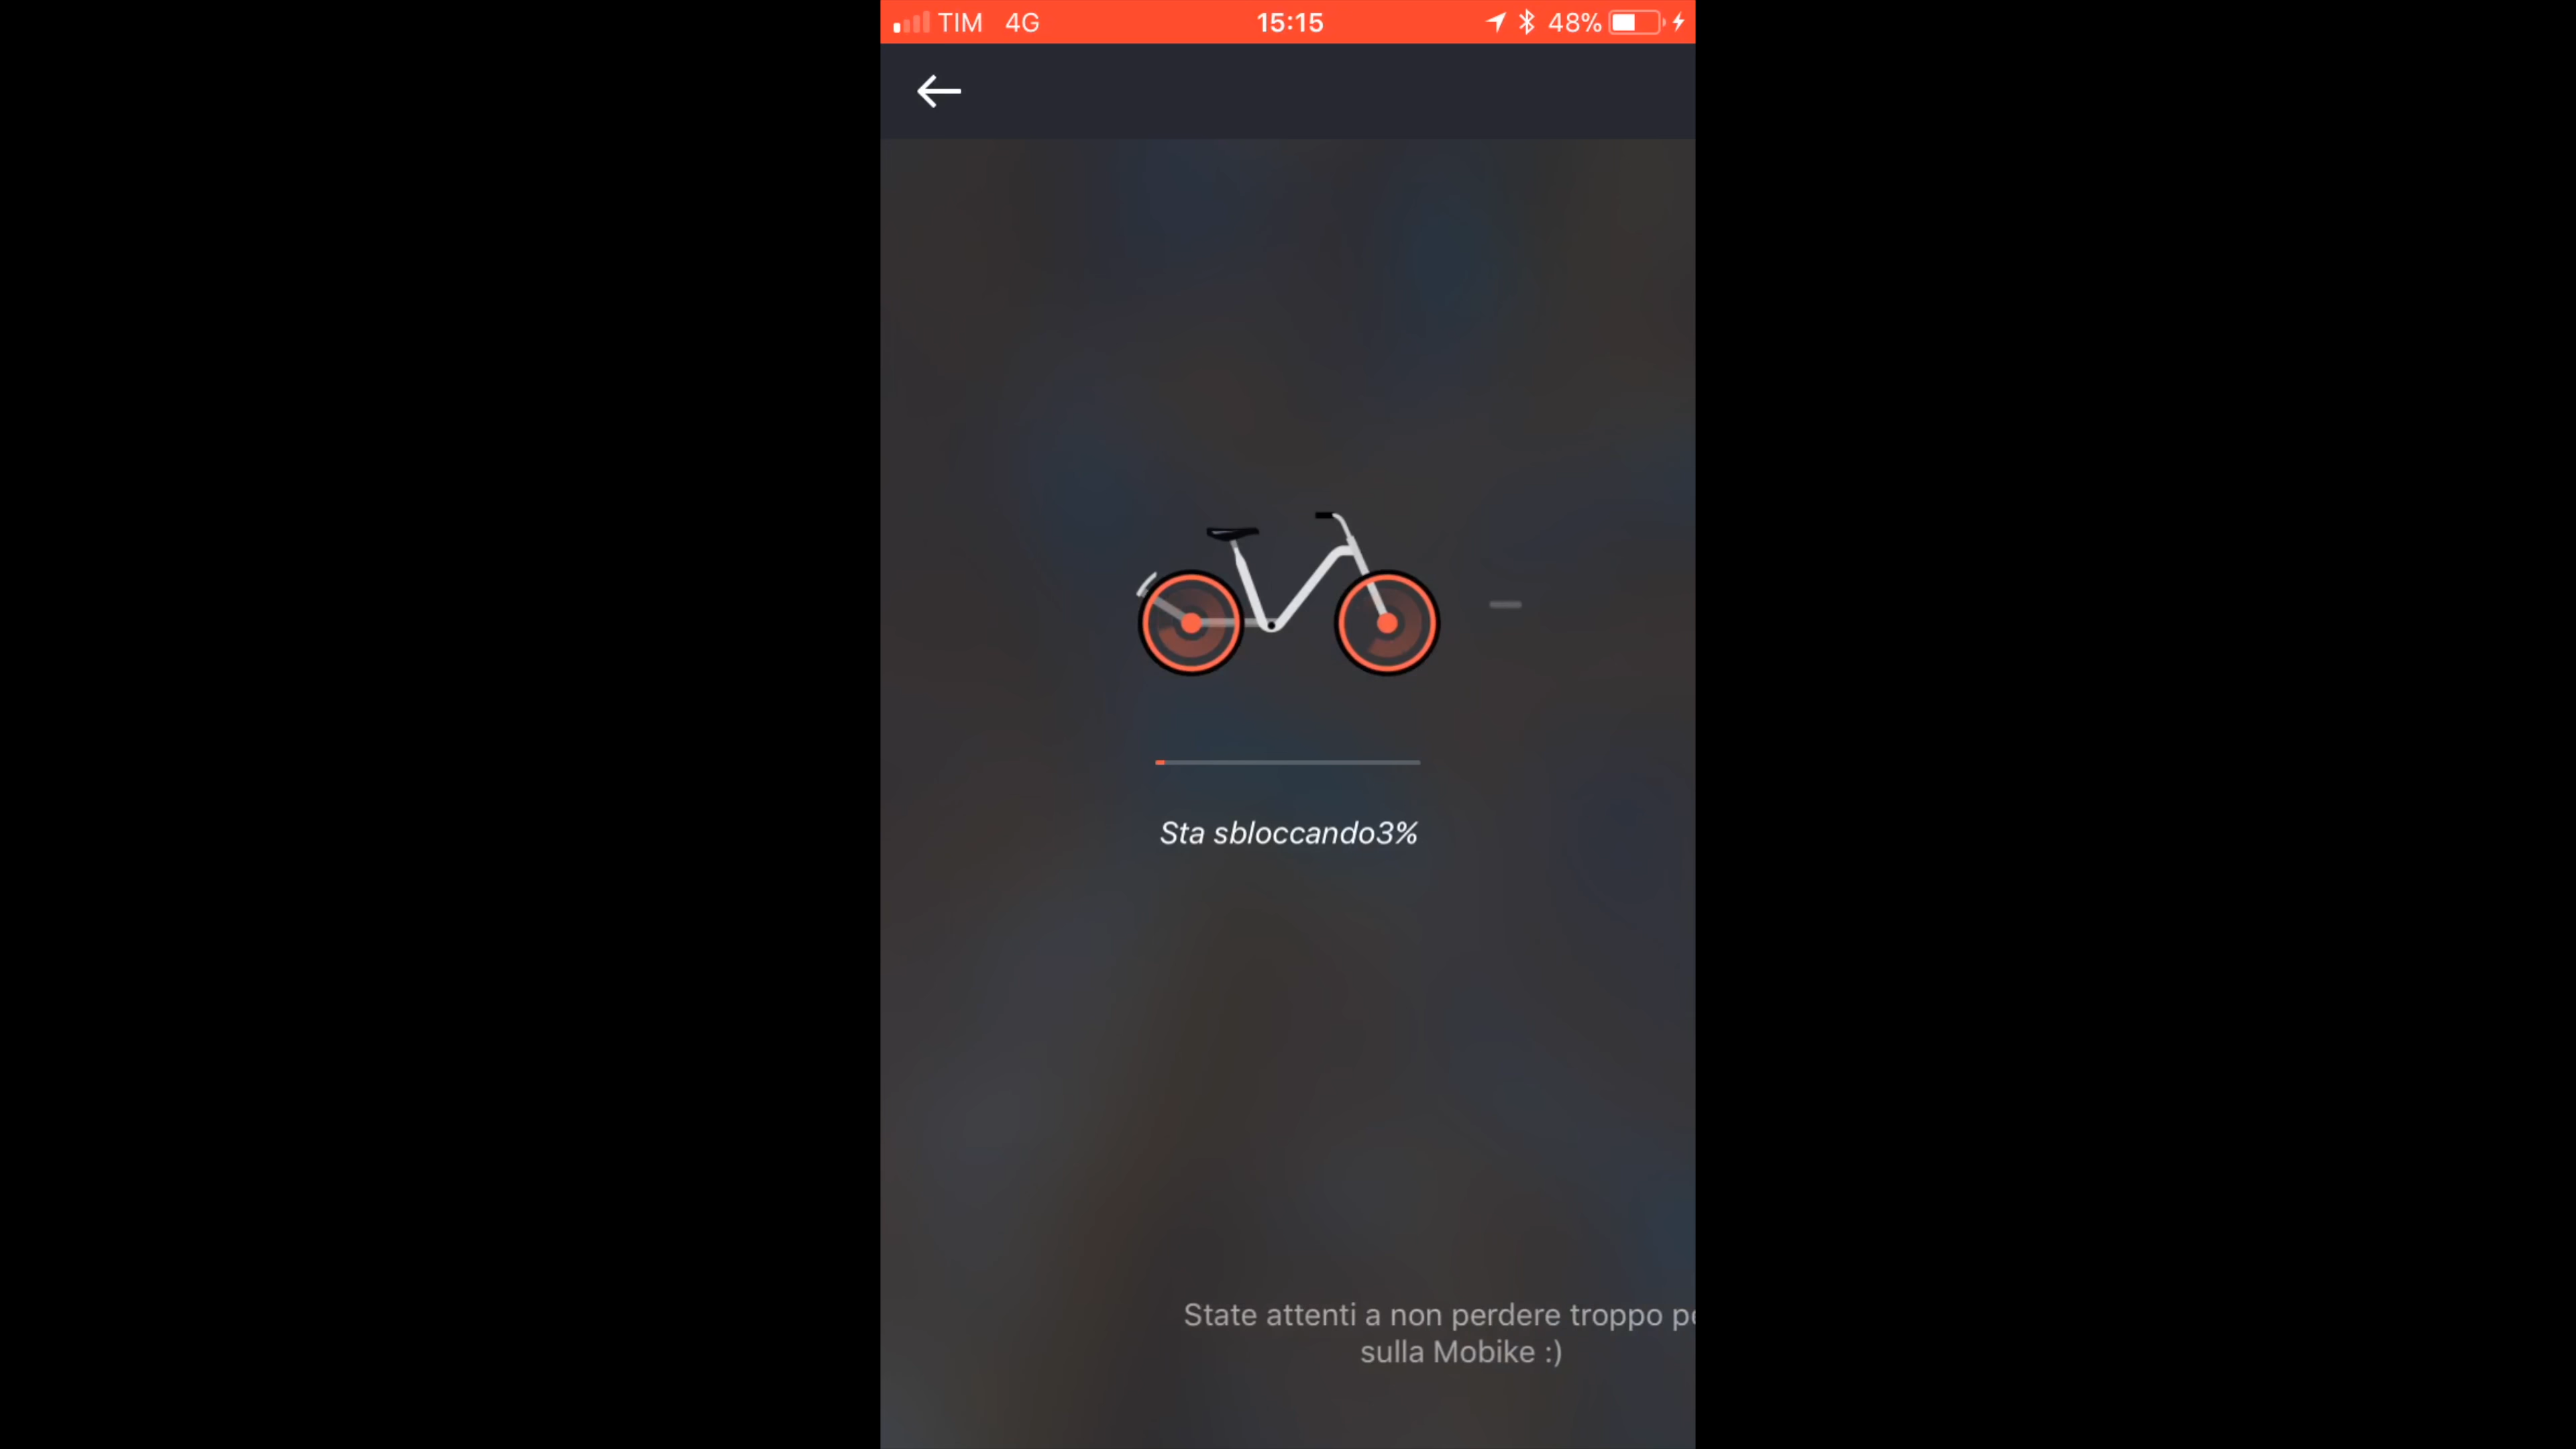 TIM 4G 15:15 48%
Sta sbloccando3%
State attenti a non perdere troppo
sulla Mobike :)